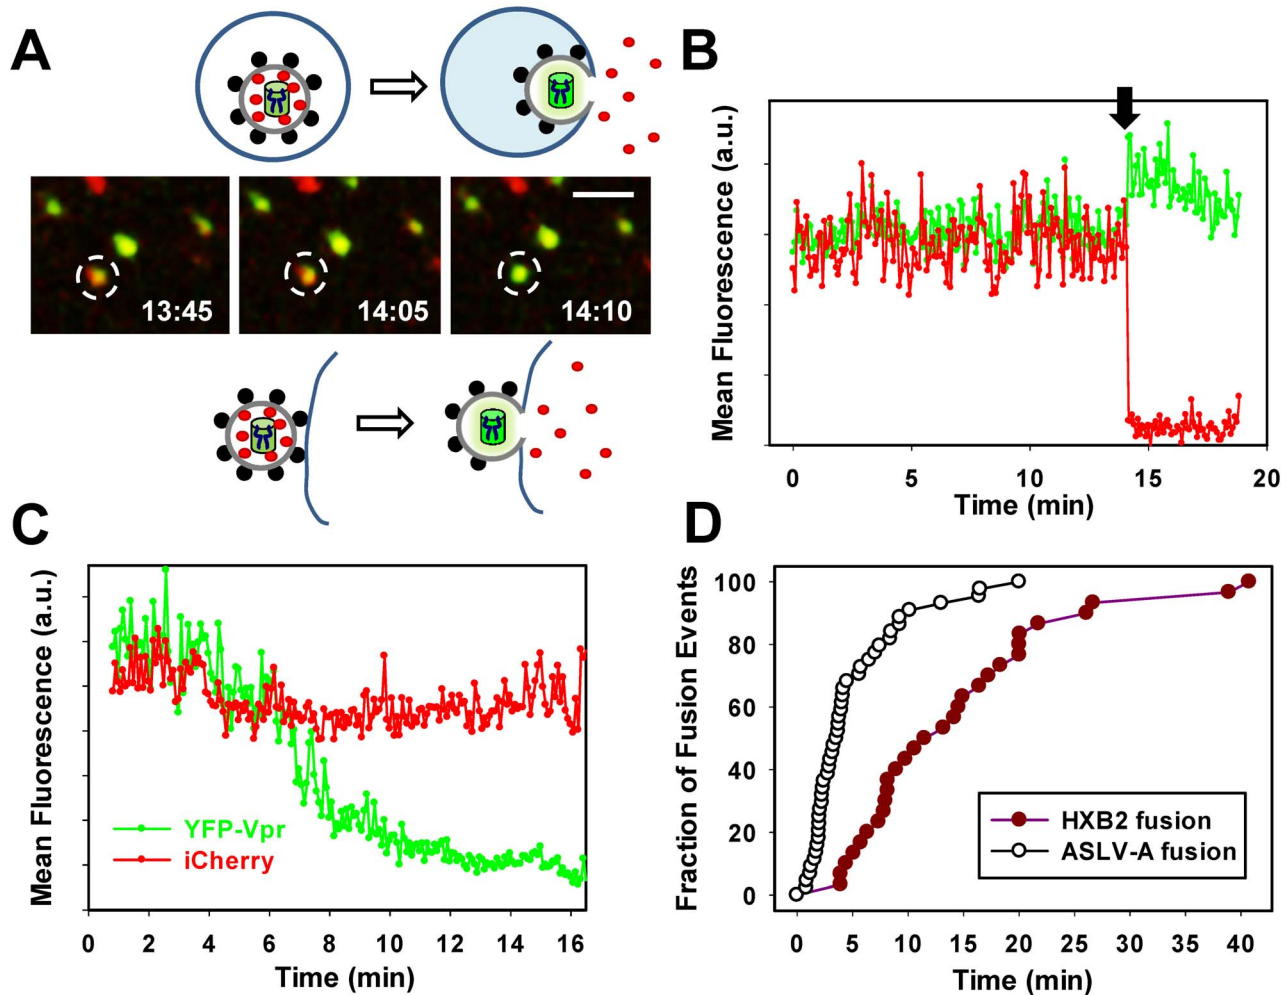 A
13:45
14:05
14:10
B
Mean Fluorescence (a.u.)
0 5 10 15 20
Time (min)
C
Mean Fluorescence (a.u.)
YFP-Vpr
iCherry
0 2 4 6 8 10 12 14 16
Time (min)
D
Fraction of Fusion Events
100
80
60
40
20
0
HXB2 fusion
ASLV-A fusion
0 5 10 15 20 25 30 35 40
Time (min)